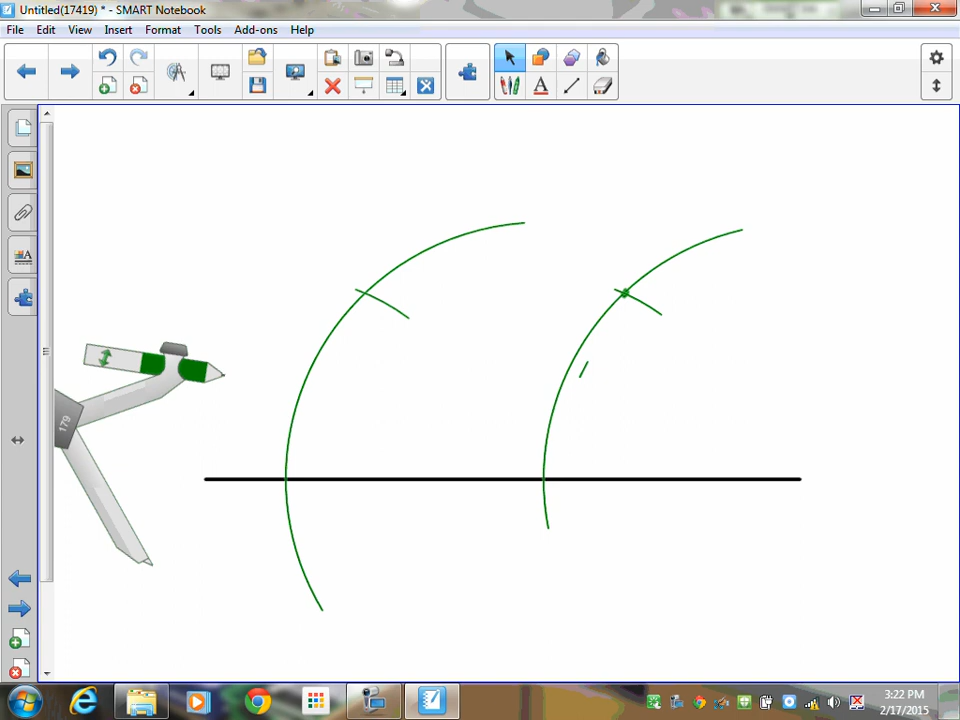 Untitled(17419) * - SMART Notebook
File Edit View Insert Format Tools Add-ons Help
179
3:22 PM
2/17/2015